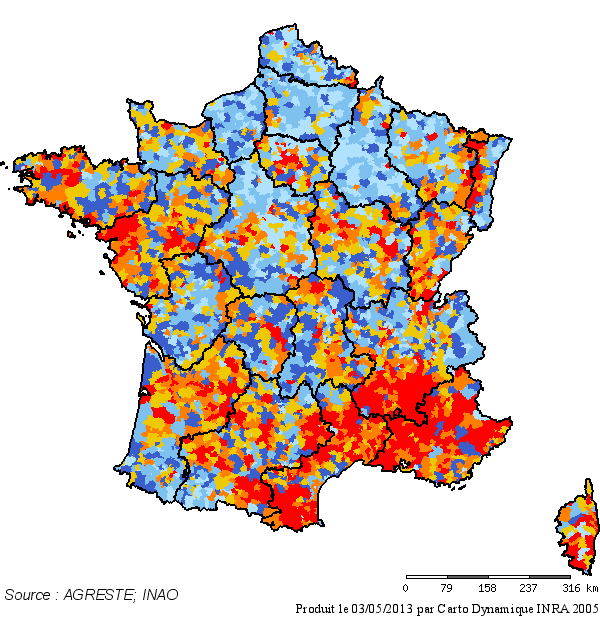 0 79 158 237 316 km
Source : AGRESTE; INAO
Produit le 03/05/2013 par Carto Dynamique INRA 2005